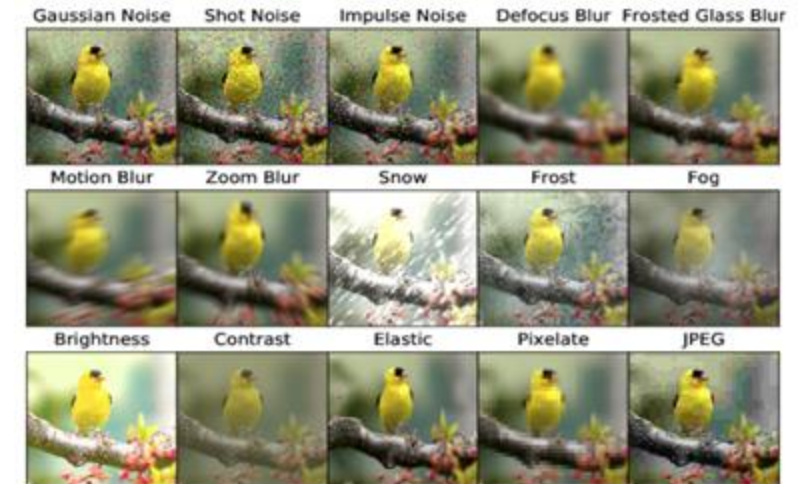 Gaussian Noise Shot Noise Impulse Noise Defocus Blur Frosted Glass Blur
Motion Blur Zoom Blur Snow Frost Fog
Brightness Contrast Elastic Pixelate JPEG